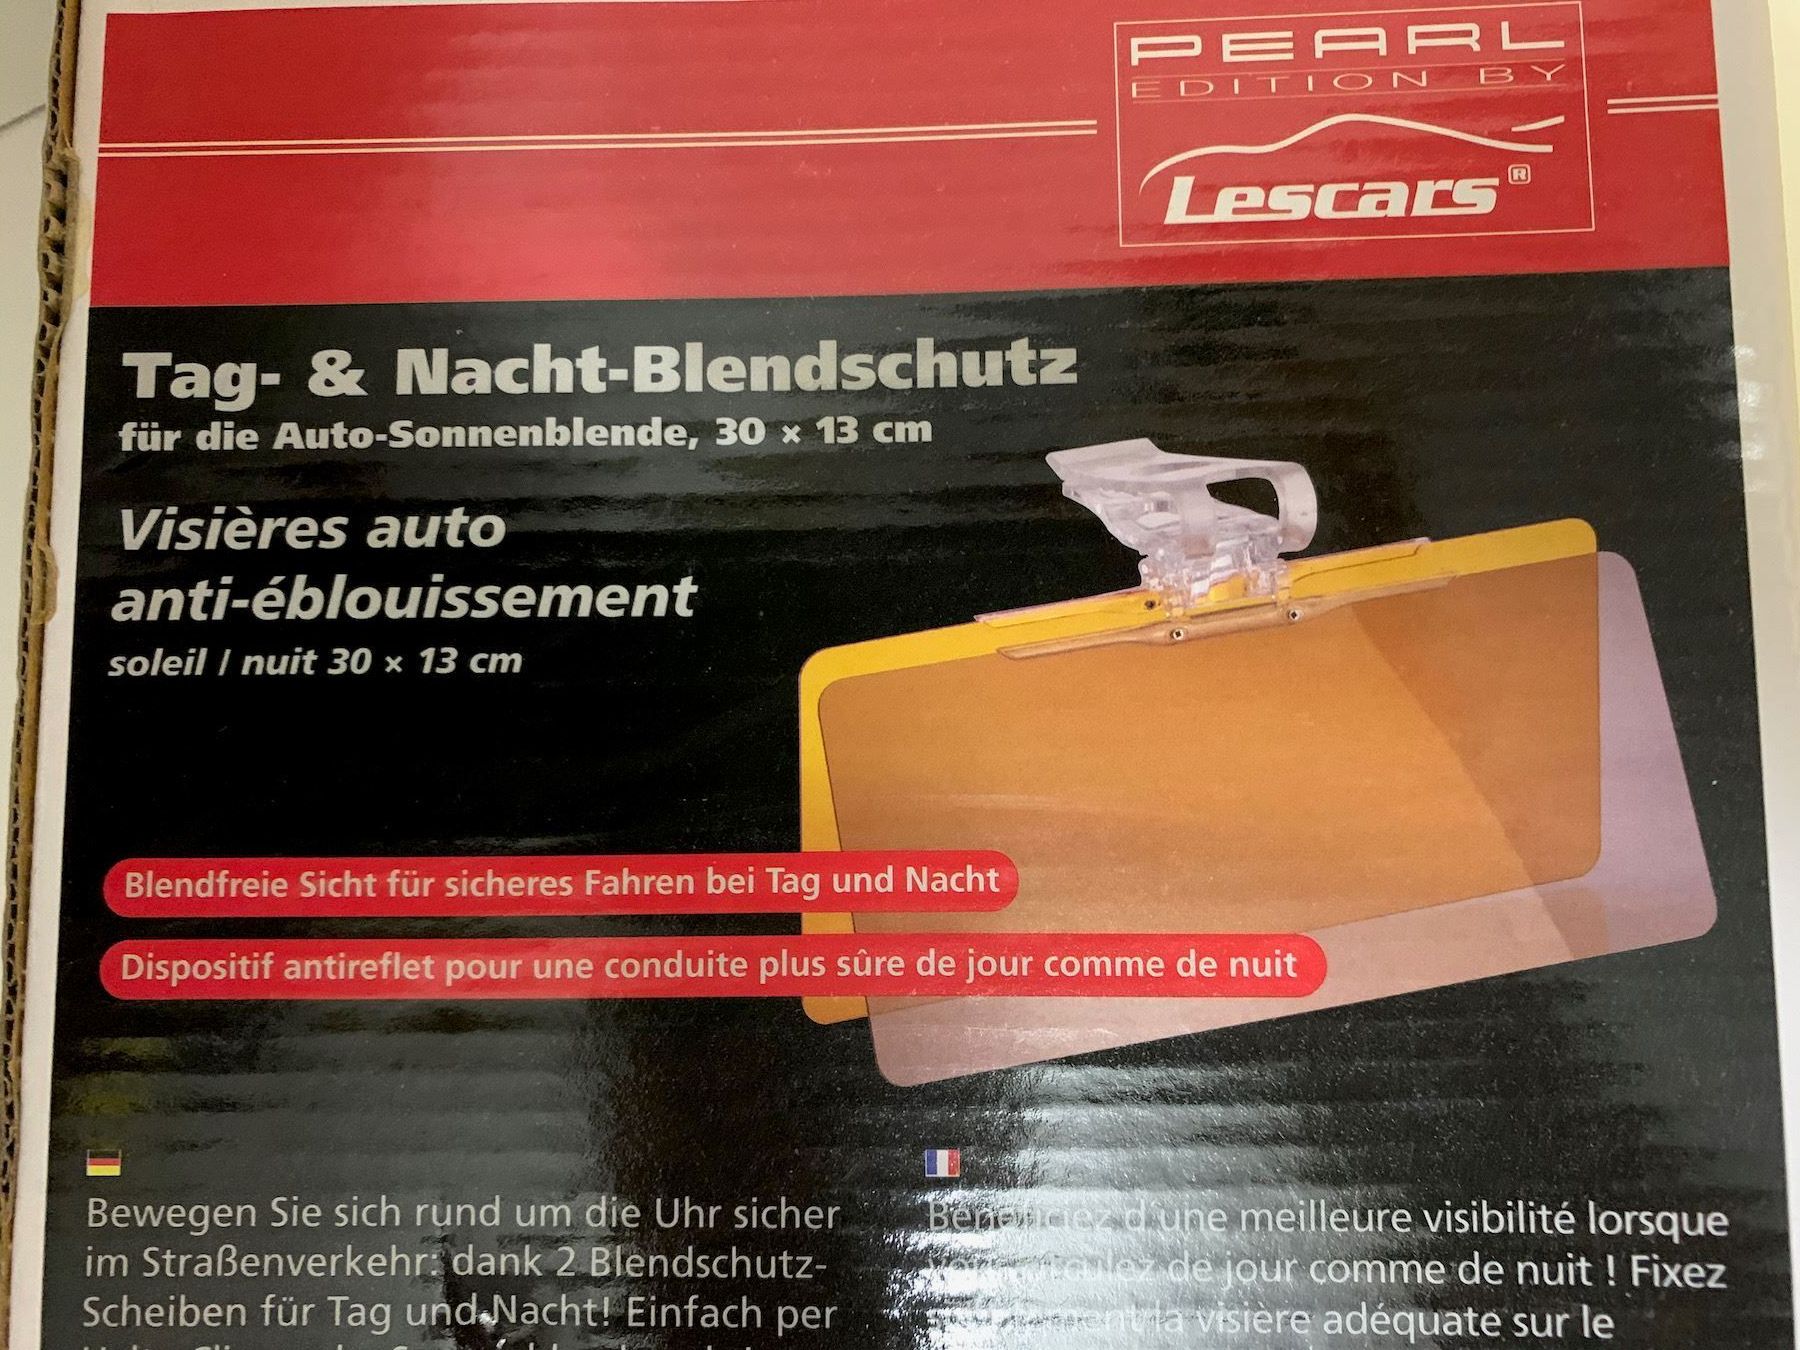 PEARL
EDITION BY
Lescars®
Tag- & Nacht-Blendschutz
für die Auto-Sonnenblende, 30 × 13 cm
Visières auto
anti-éblouissement
soleil / nuit 30 × 13 cm
Blendfreie Sicht für sicheres Fahren bei Tag und Nacht
Dispositif antireflet pour une conduite plus sûre de jour comme de nuit
Bewegen Sie sich rund um die Uhr sicher
im Straßenverkehr: dank 2 Blendschutz-
Scheiben für Tag und Nacht! Einfach per
Bénéficiez d'une meilleure visibilité lorsque
de jour comme de nuit ! Fixez
la visière adéquate sur le